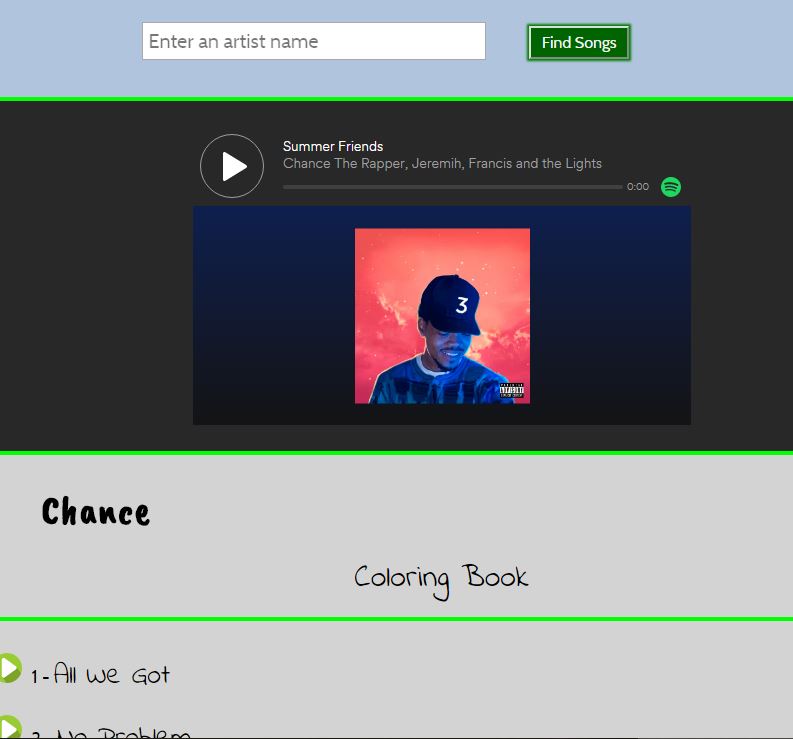 Enter an artist name
Find Songs
Summer Friends
Chance The Rapper, Jeremih, Francis and the Lights
0:00
3
Chance
Coloring Book
1-All We Got
2-No Problem